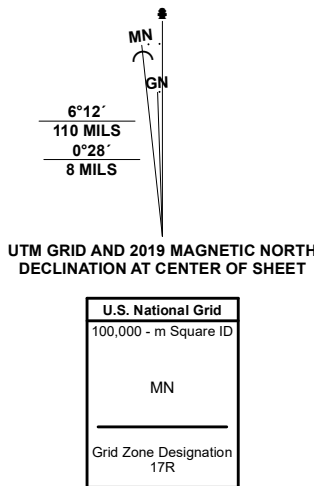 MN
GN
6°12´
110 MILS
0°28´
8 MILS
UTM GRID AND 2019 MAGNETIC NORTH
DECLINATION AT CENTER OF SHEET
U.S. National Grid
100,000 - m Square ID
MN
Grid Zone Designation
17R